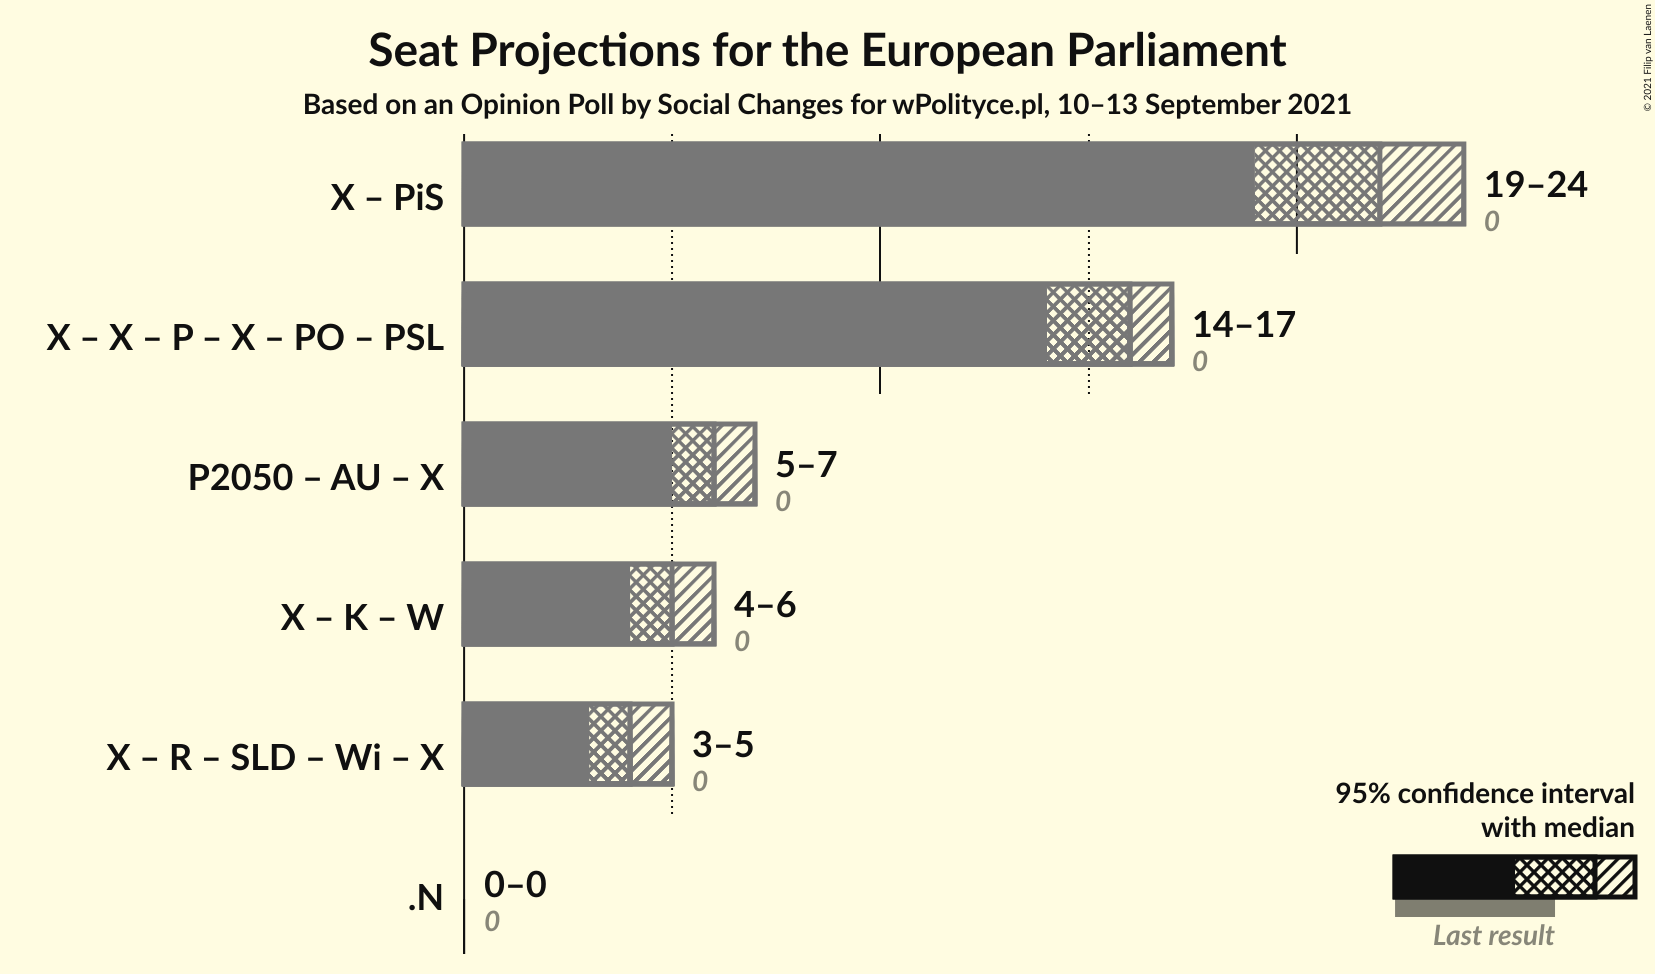 Seat Projections for the European Parliament
Based on an Opinion Poll by Social Changes for wPolityce.pl, 10–13 September 2021
© 2021 Filip van Laenen
X – PiS
19–24
0
X – X – P – X – PO – PSL
14–17
0
P2050 – AU – X
5–7
0
X – K – W
4–6
0
X – R – SLD – Wi – X
3–5
0
.N
0–0
0
95% confidence interval
with median
Last result